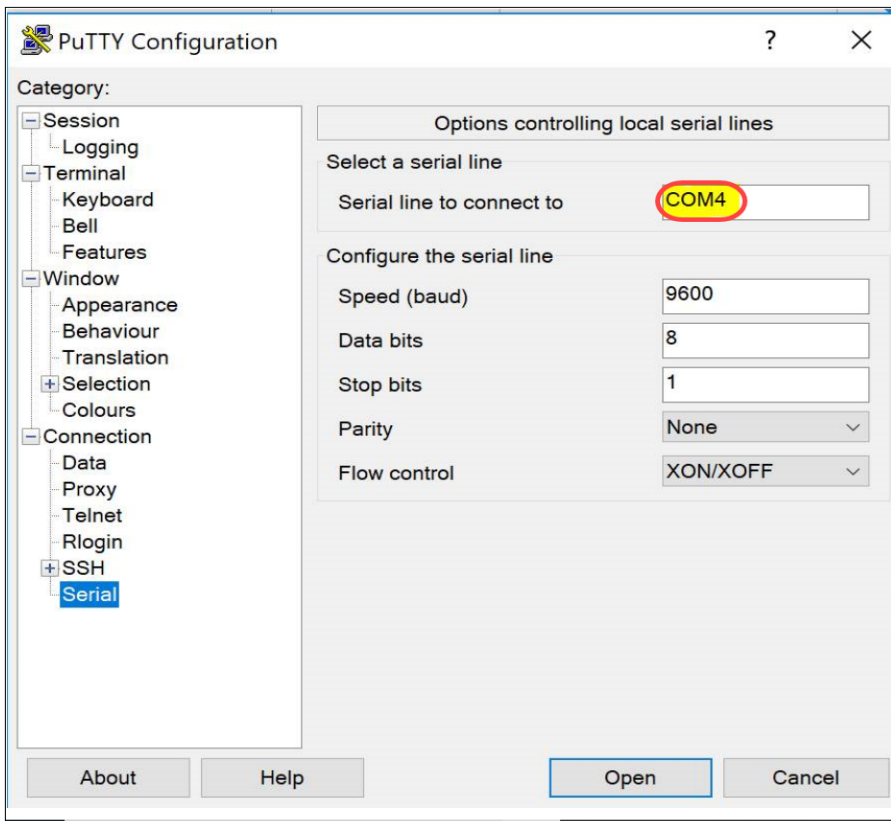 PuTTY Configuration
?
Category:
Session
Logging
Terminal
Keyboard
Bell
Features
Window
Appearance
Behaviour
Translation
Selection
Colours
Connection
Data
Proxy
Telnet
Rlogin
SSH
Serial
Options controlling local serial lines
Select a serial line
Serial line to connect to COM4
Configure the serial line
Speed (baud) 9600
Data bits 8
Stop bits 1
Parity None
Flow control XON/XOFF
About Help Open Cancel